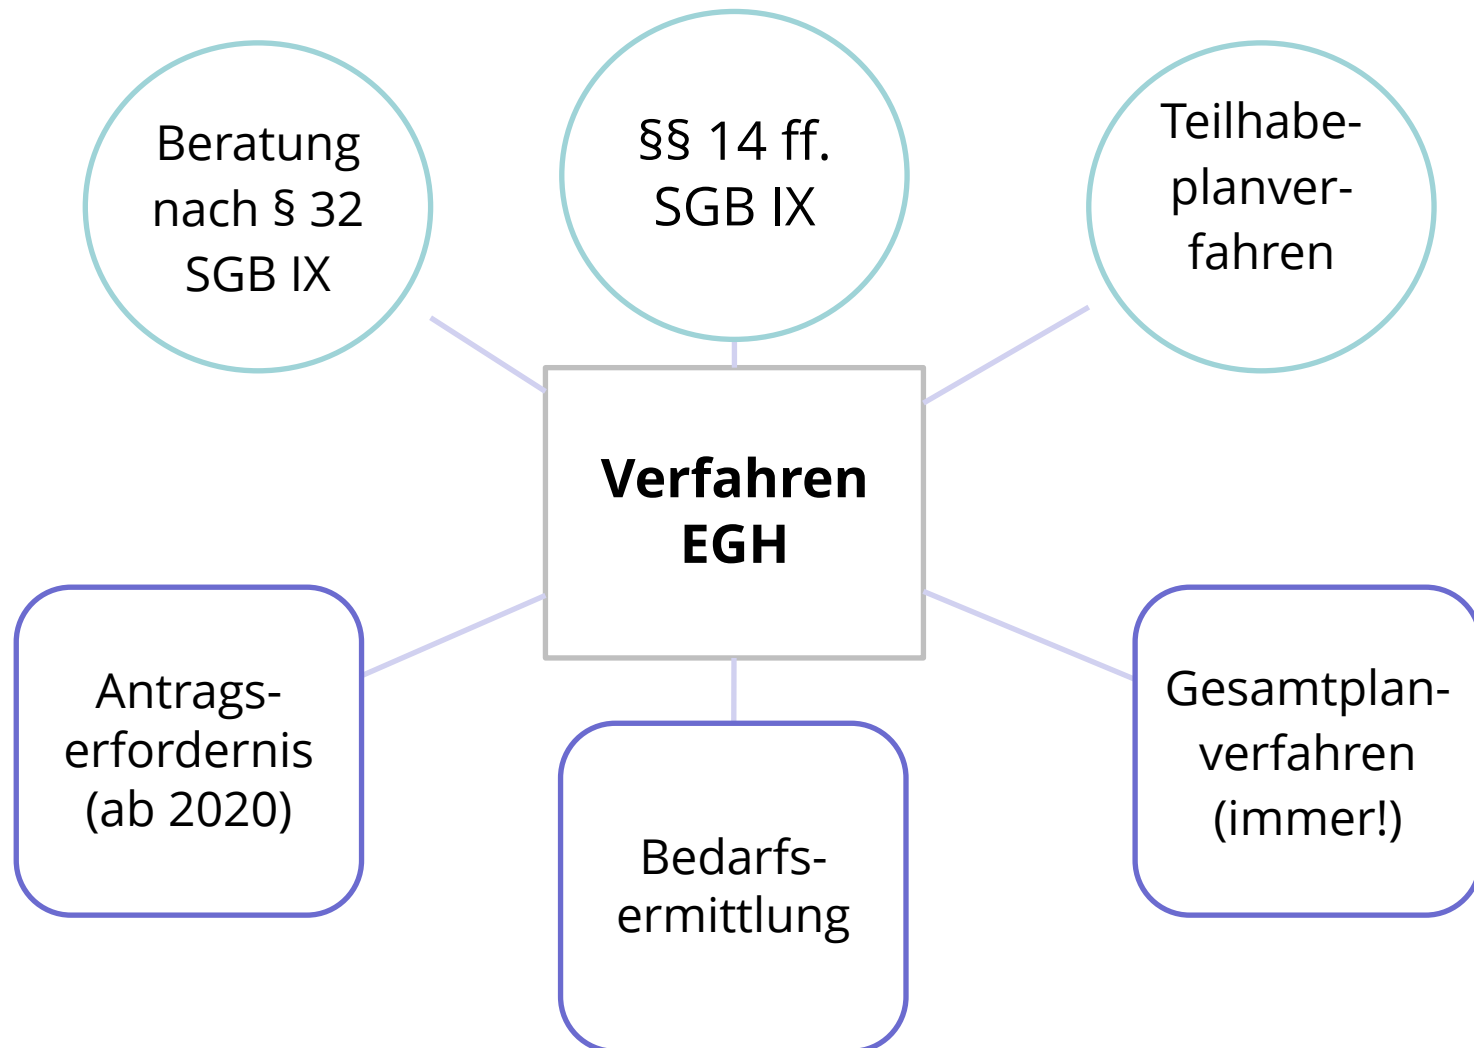 Beratung
nach § 32
SGB IX
§§ 14 ff.
SGB IX
Teilhabe-
planver-
fahren
Verfahren
EGH
Antrags-
erfordernis
(ab 2020)
Bedarfs-
ermittlung
Gesamtplan-
verfahren
(immer!)